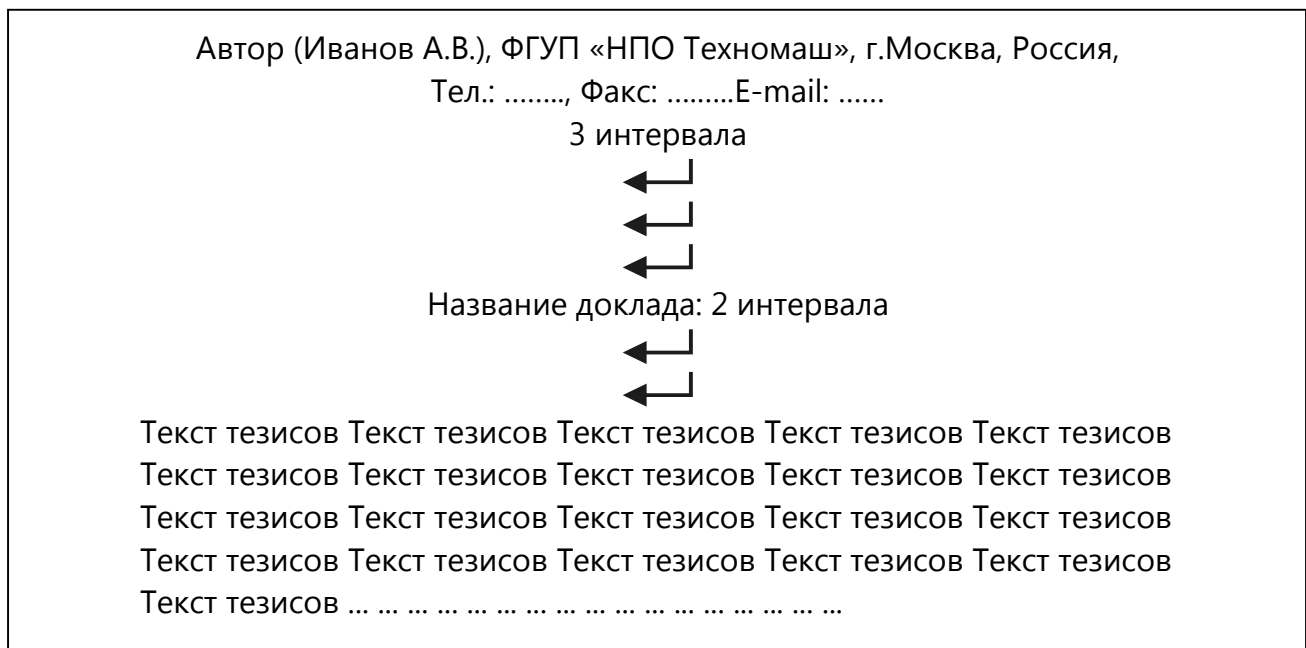 Автор (Иванов А.В.), ФГУП «НПО Техномаш», г.Москва, Россия,
Тел.: ........, Факс: .........E-mail: ......
3 интервала
Название доклада: 2 интервала
Текст тезисов Текст тезисов Текст тезисов Текст тезисов Текст тезисов
Текст тезисов Текст тезисов Текст тезисов Текст тезисов Текст тезисов
Текст тезисов Текст тезисов Текст тезисов Текст тезисов Текст тезисов
Текст тезисов Текст тезисов Текст тезисов Текст тезисов Текст тезисов
Текст тезисов ... ... ... ... ... ... ... ... ... ... ... ... ... ... ... ... ...